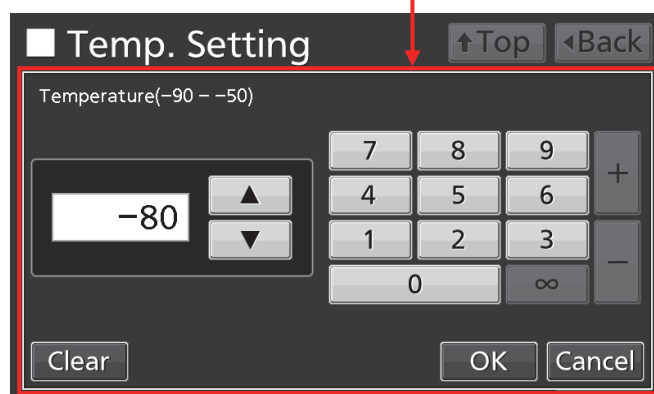 Temp. Setting
↑Top
◂Back
Temperature(−90 – −50)
−80
▲
▼
7 8 9 +
4 5 6
1 2 3 −
0 ∞
Clear
OK
Cancel